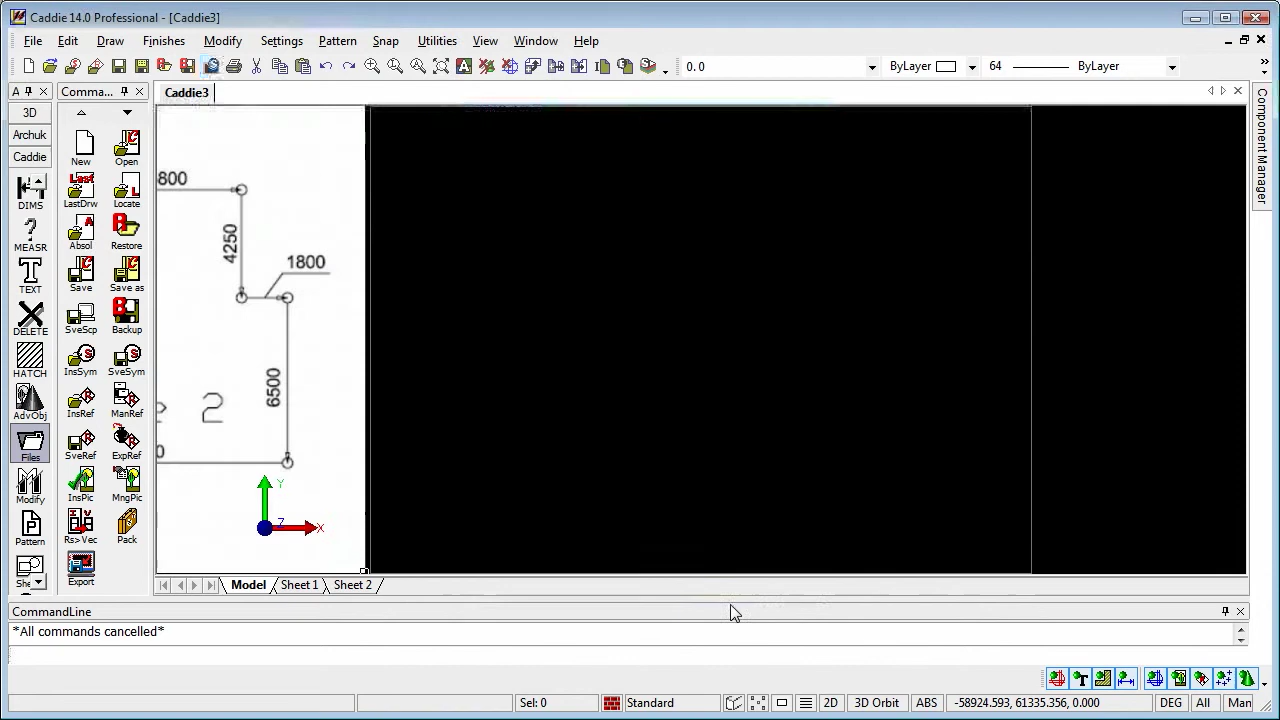 Caddie 14.0 Professional - [Caddie3]
File Edit Draw Finishes Modify Settings Pattern Snap Utilities View Window Help
0. 0 ByLayer 64 ByLayer
A Comma... Caddie3
3D
Archuk
Caddie
DIMS
MEASR
TEXT
DELETE
HATCH
AdvObj
Files
Modify
Pattern
She
New Open
LastDrw Locate
Absol Restore
Save Save as
SveScp Backup
InsSym SveSym
InsRef ManRef
SveRef ExpRef
InsPic MngPic
Rss Vec Pack
Export
800
4250
1800
6500
2
0
Y
Z X
Component Manager
Model Sheet 1 Sheet 2
CommandLine
*All commands cancelled*
Sel: 0 Standard 2D 3D Orbit ABS -58924.593, 61335.356, 0.000 DEG All Man